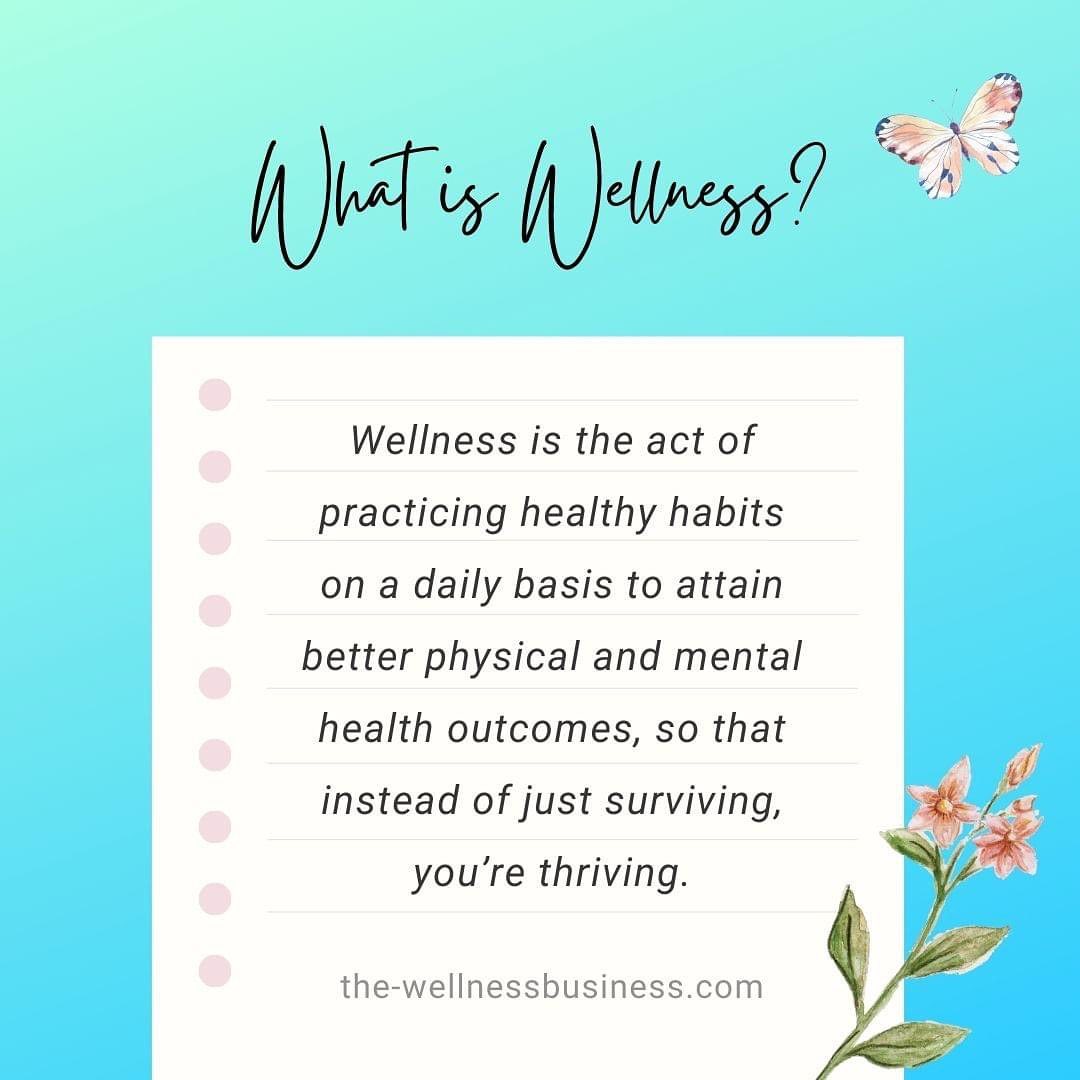 What is Wellness?
Wellness is the act of
practicing healthy habits
on a daily basis to attain
better physical and mental
health outcomes, so that
instead of just surviving,
you’re thriving.
the-wellnessbusiness.com